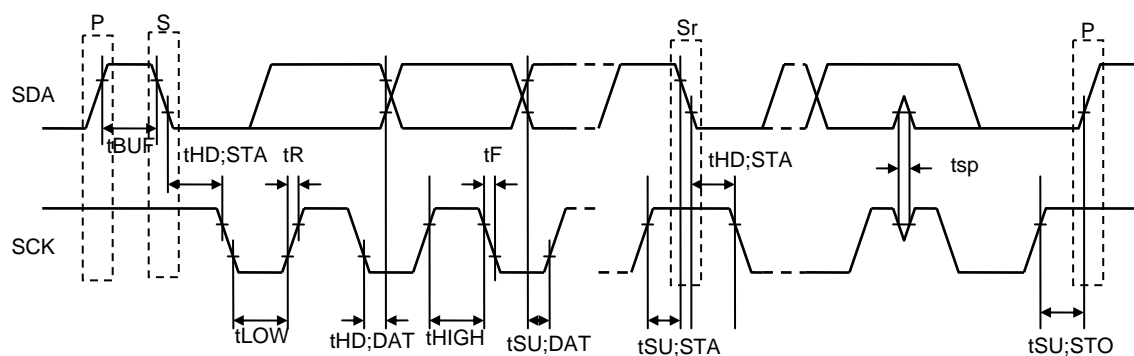 P
S
Sr
P
SDA
tBUF
tHD;STA
tR
tF
tHD;STA
tsp
SCK
tLOW
tHD;DAT
tHIGH
tSU;DAT
tSU;STA
tSU;STO